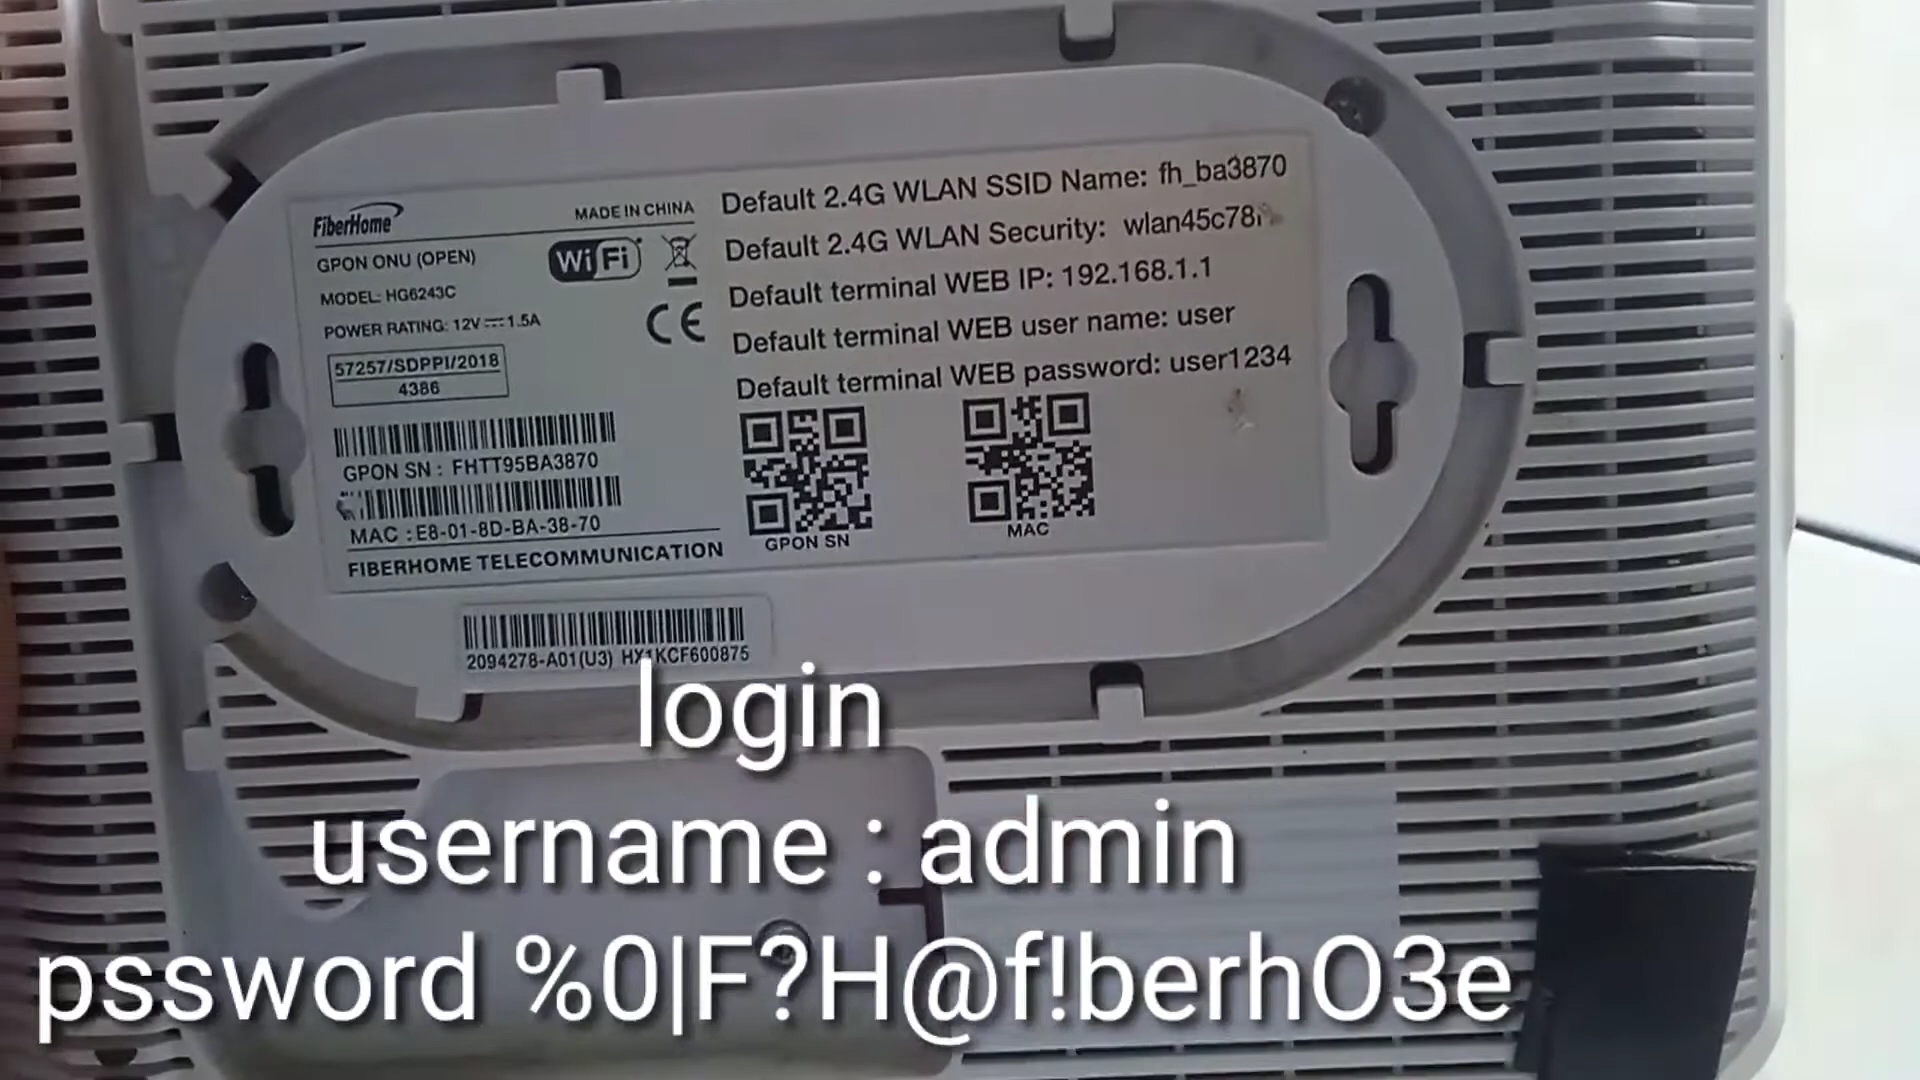 FiberHome
MADE IN CHINA
GPON ONU (OPEN)
WiFi
MODEL: HG6243C
POWER RATING: 12V⎓1.5A
CE
57257/SDPPI/2018
4386
GPON SN : FHTT95BA3870
MAC : E8-01-8D-BA-38-70
FIBERHOME TELECOMMUNICATION
Default 2.4G WLAN SSID Name: fh_ba3870
Default 2.4G WLAN Security:
Default terminal WEB IP: 192.168.1.1
Default terminal WEB user name: user
Default terminal WEB password: user1234
GPON SN
MAC
2094278-A01(U3) HX1KCF600875
login
username : admin
pssword %0|F?H@f!berhO3e